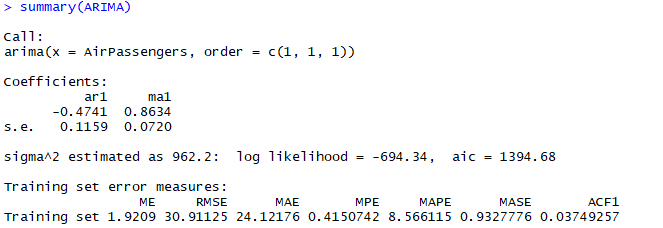 > summary(ARIMA)
Call:
arima(x = AirPassengers, order = c(1, 1, 1))
Coefficients:
ar1 ma1
-0.4741 0.8634
s.e. 0.1159 0.0720
sigma^2 estimated as 962.2: log likelihood = -694.34, aic = 1394.68
Training set error measures:
ME RMSE MAE MPE MAPE MASE ACF1
Training set 1.9209 30.91125 24.12176 0.4150742 8.566115 0.9327776 0.03749257